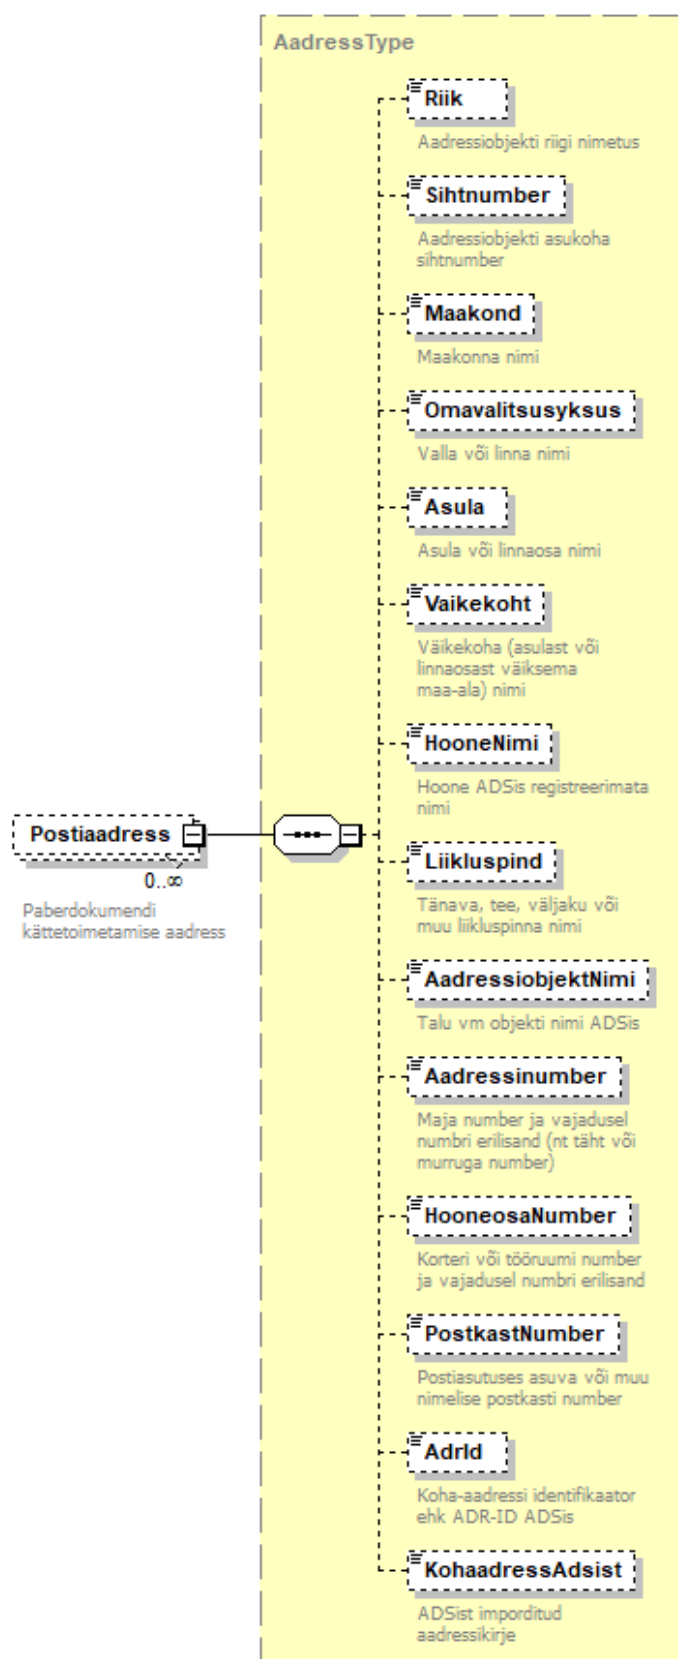 AadressType
Riik
Aadressiobjekti riigi nimetus
Sihtnumber
Aadressiobjekti asukoha
sihtnumber
Maakond
Maakonna nimi
Omavalitsusyksus
Valla või linna nimi
Asula
Asula või linnaosa nimi
Vaikekoht
Väikekoha (asulast või
linnaosast väiksema
maa-ala) nimi
HooneNimi
Hoone ADSis registreerimata
nimi
Postiaadress
0..∞
Paberdokumendi
kättetoimetamise aadress
Liikluspind
Tänava, tee, väljaku või
muu liikluspinna nimi
AadressiobjektNimi
Talu vm objekti nimi ADSis
Aadressinumber
Maja number ja vajadusel
numbri erilisand (nt täht või
murruga number)
HooneosaNumber
Korteri või tööruumi number
ja vajadusel numbri erilisand
PostkastNumber
Postiasutuses asuva või muu
nimelise postkasti number
AdrId
Koha-aadressi identifikaator
ehk ADR-ID ADSis
KohaadressAdsist
ADSist imporditud
aadressikirje